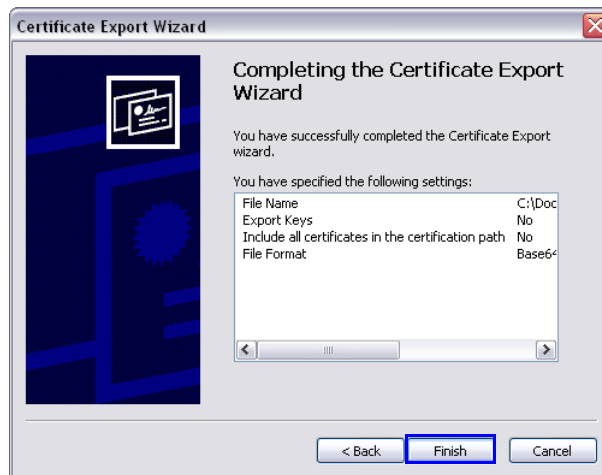 Certificate Export Wizard
Completing the Certificate Export
Wizard
You have successfully completed the Certificate Export
wizard.
You have specified the following settings:
File Name C:\Doc
Export Keys No
Include all certificates in the certification path No
File Format Base64
< Back Finish Cancel